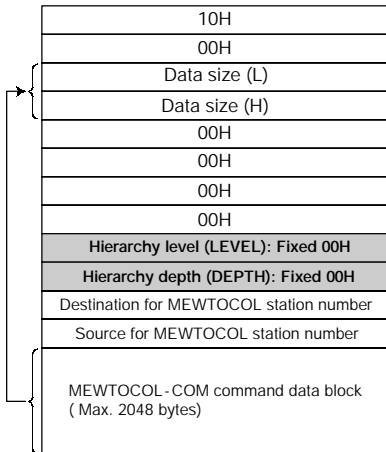 10H
00H
Data size (L)
Data size (H)
00H
00H
00H
00H
Hierarchy level (LEVEL): Fixed 00H
Hierarchy depth (DEPTH): Fixed 00H
Destination for MEWTOCOL station number
Source for MEWTOCOL station number
MEWTOCOL-COM command data block
( Max. 2048 bytes)